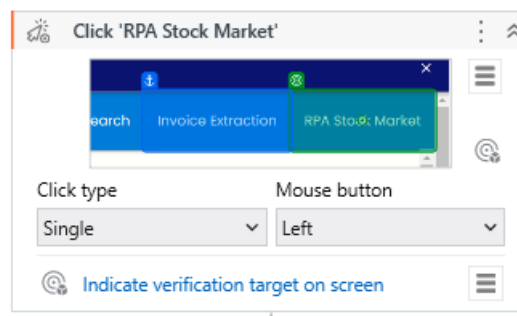 Click 'RPA Stock Market'
earch Invoice Extraction RPA Stock Market
Click type Mouse button
Single Left
Indicate verification target on screen